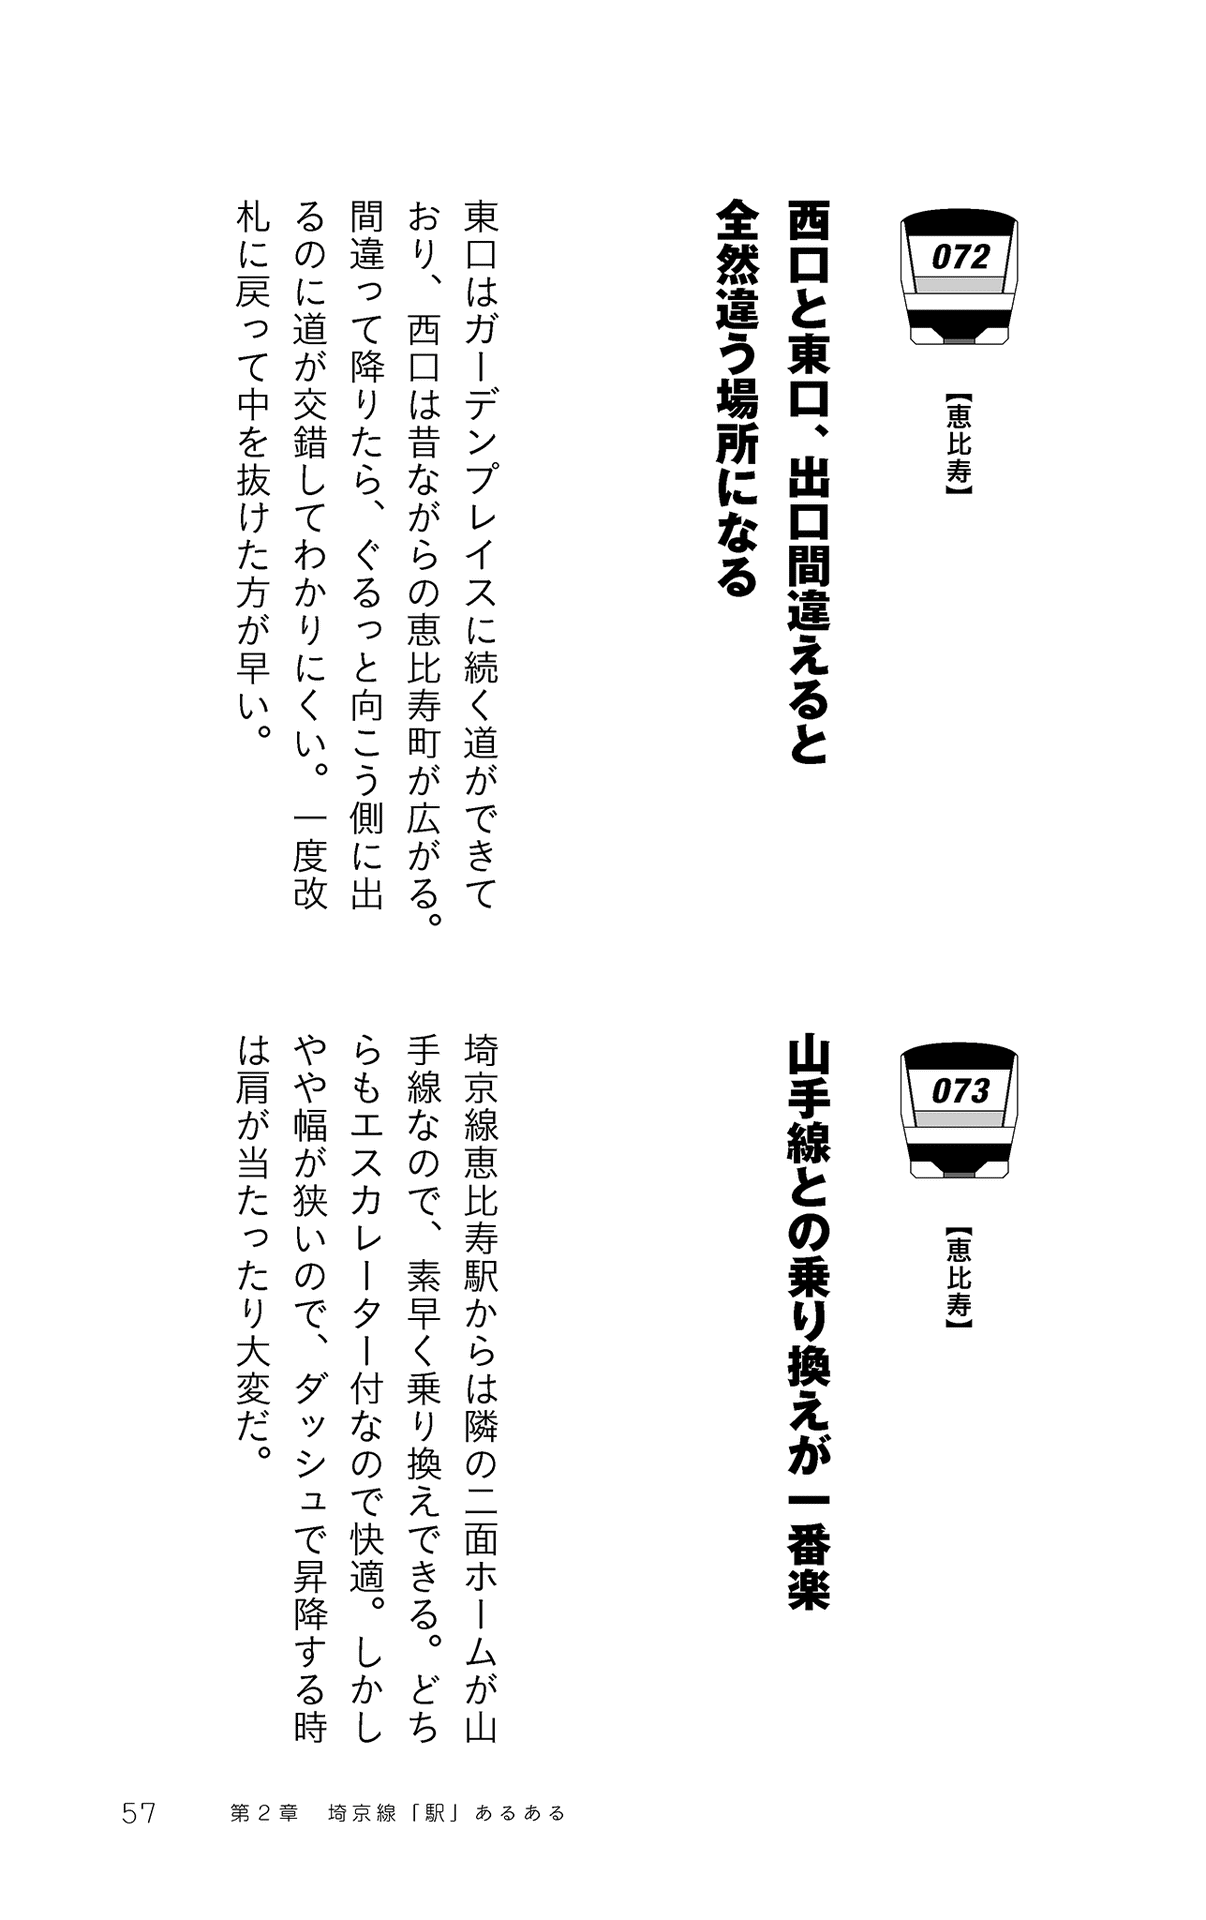 072
【恵比寿】
西口と東口、出口間違えると
全然違う場所になる
東口はガーデンプレイスに続く道ができて
おり、西口は昔ながらの恵比寿町が広がる。
間違って降りたら、ぐるっと向こう側に出
るのに道が交錯してわかりにくい。一度改
札に戻って中を抜けた方が早い。
073
【恵比寿】
山手線との乗り換えが一番楽
埼京線恵比寿駅からは隣の二面ホームが山
手線なので、素早く乗り換えできる。どち
らもエスカレーター付なので快適。しかし
やや幅が狭いので、ダッシュで昇降する時
は肩が当たったり大変だ。
57 第2章 埼京線「駅」あるある